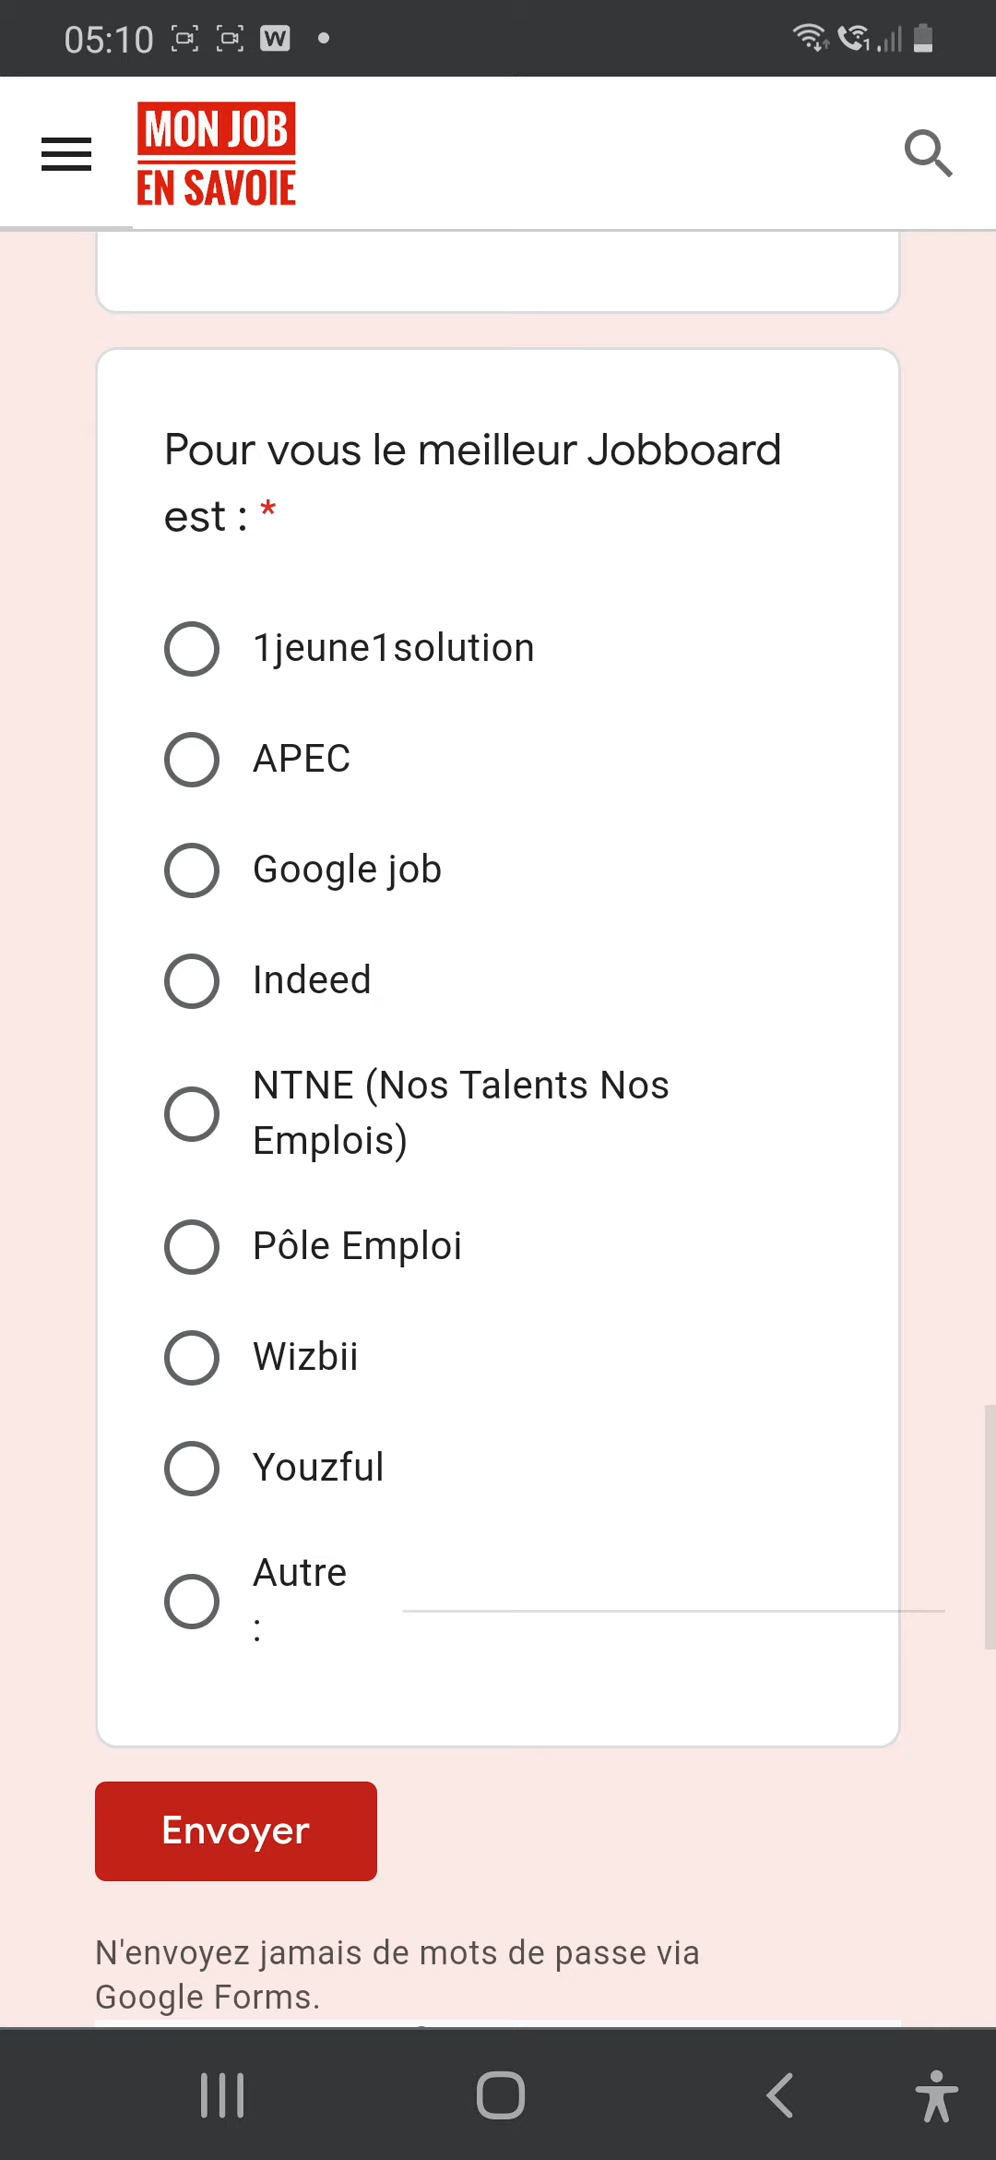 05:10
W
MON JOB
EN SAVOIE
Pour vous le meilleur Jobboard
est : *
1jeune1solution
APEC
Google job
Indeed
NTNE (Nos Talents Nos
Emplois)
Pôle Emploi
Wizbii
Youzful
Autre
:
Envoyer
N'envoyez jamais de mots de passe via
Google Forms.